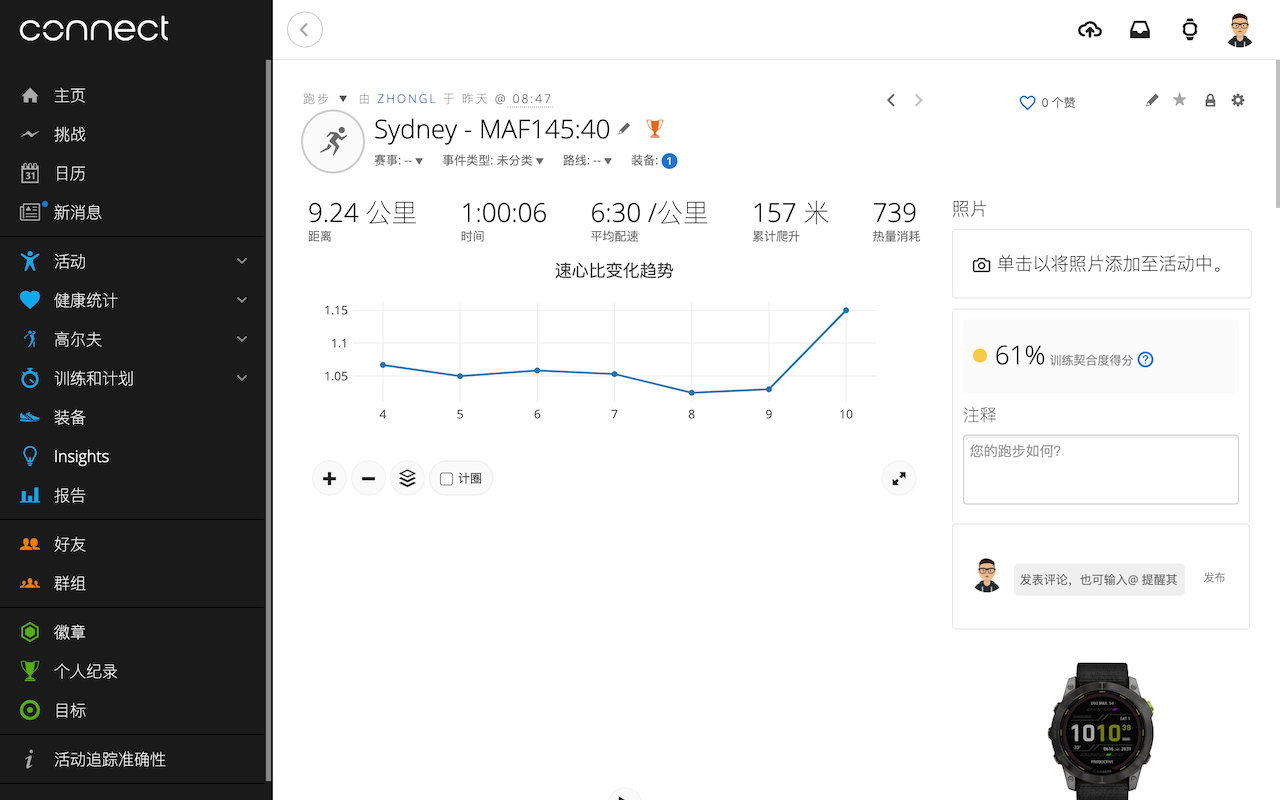 connect
主页
挑战
31
日历
新消息
活动
健康统计
高尔夫
训练和计划
装备
Insights
报告
好友
群组
徽章
个人纪录
目标
活动追踪准确性
跑步 ▼ 由 ZHONGL 于 昨天 @ 08:47
Sydney - MAF145:40
赛事: -- ▼ 事件类型: 未分类 ▼ 路线: -- ▼ 装备: 1
0 个赞
9.24 公里 1:00:06 6:30 /公里 157 米 739
距离 时间 平均配速 累计爬升 热量消耗
速心比变化趋势
1.15
1.1
1.05
4 5 6 7 8 9 10
计圈
照片
单击以将照片添加至活动中。
61% 训练契合度得分 ?
注释
您的跑步如何?
发表评论，也可输入@ 提醒其 发布
SAT 1
10 10 38
PRODUCTIVE